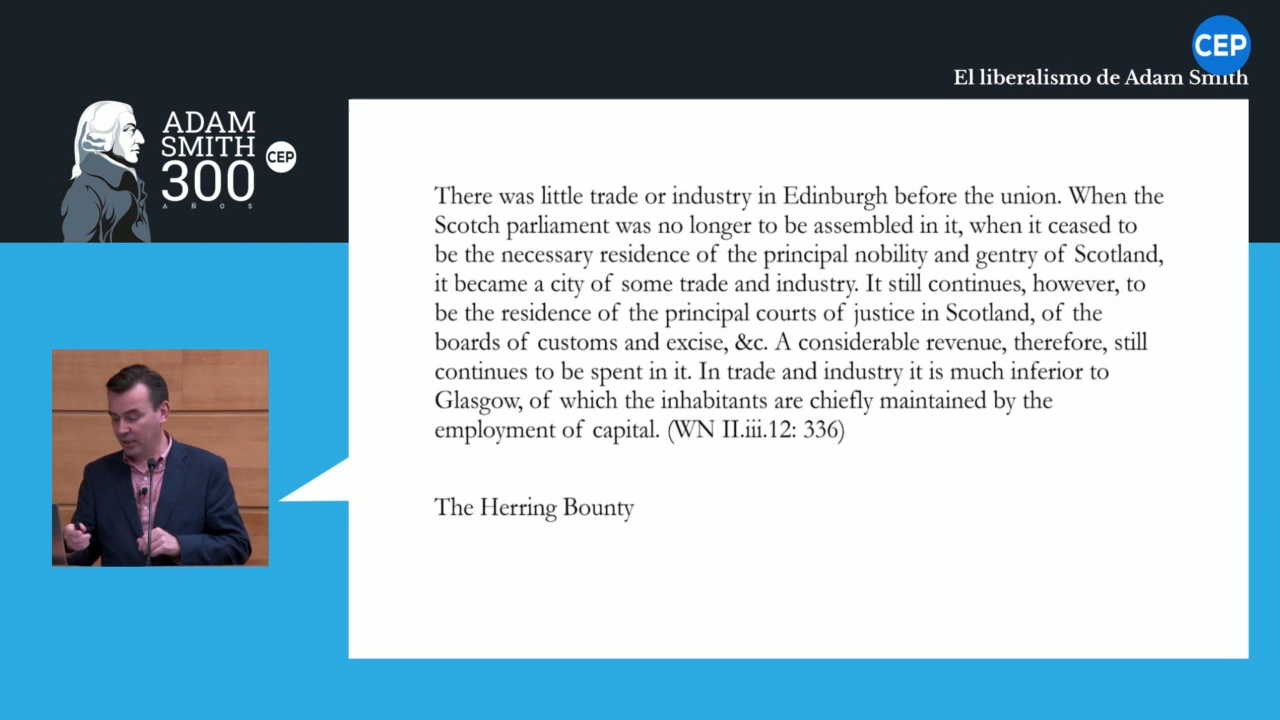 CEP
El liberalismo de Adam Smith
ADAM
SMITH
300
AÑOS
CEP
There was little trade or industry in Edinburgh before the union. When the
Scotch parliament was no longer to be assembled in it, when it ceased to
be the necessary residence of the principal nobility and gentry of Scotland,
it became a city of some trade and industry. It still continues, however, to
be the residence of the principal courts of justice in Scotland, of the
boards of customs and excise, &c. A considerable revenue, therefore, still
continues to be spent in it. In trade and industry it is much inferior to
Glasgow, of which the inhabitants are chiefly maintained by the
employment of capital. (WN II.iii.12: 336)
The Herring Bounty